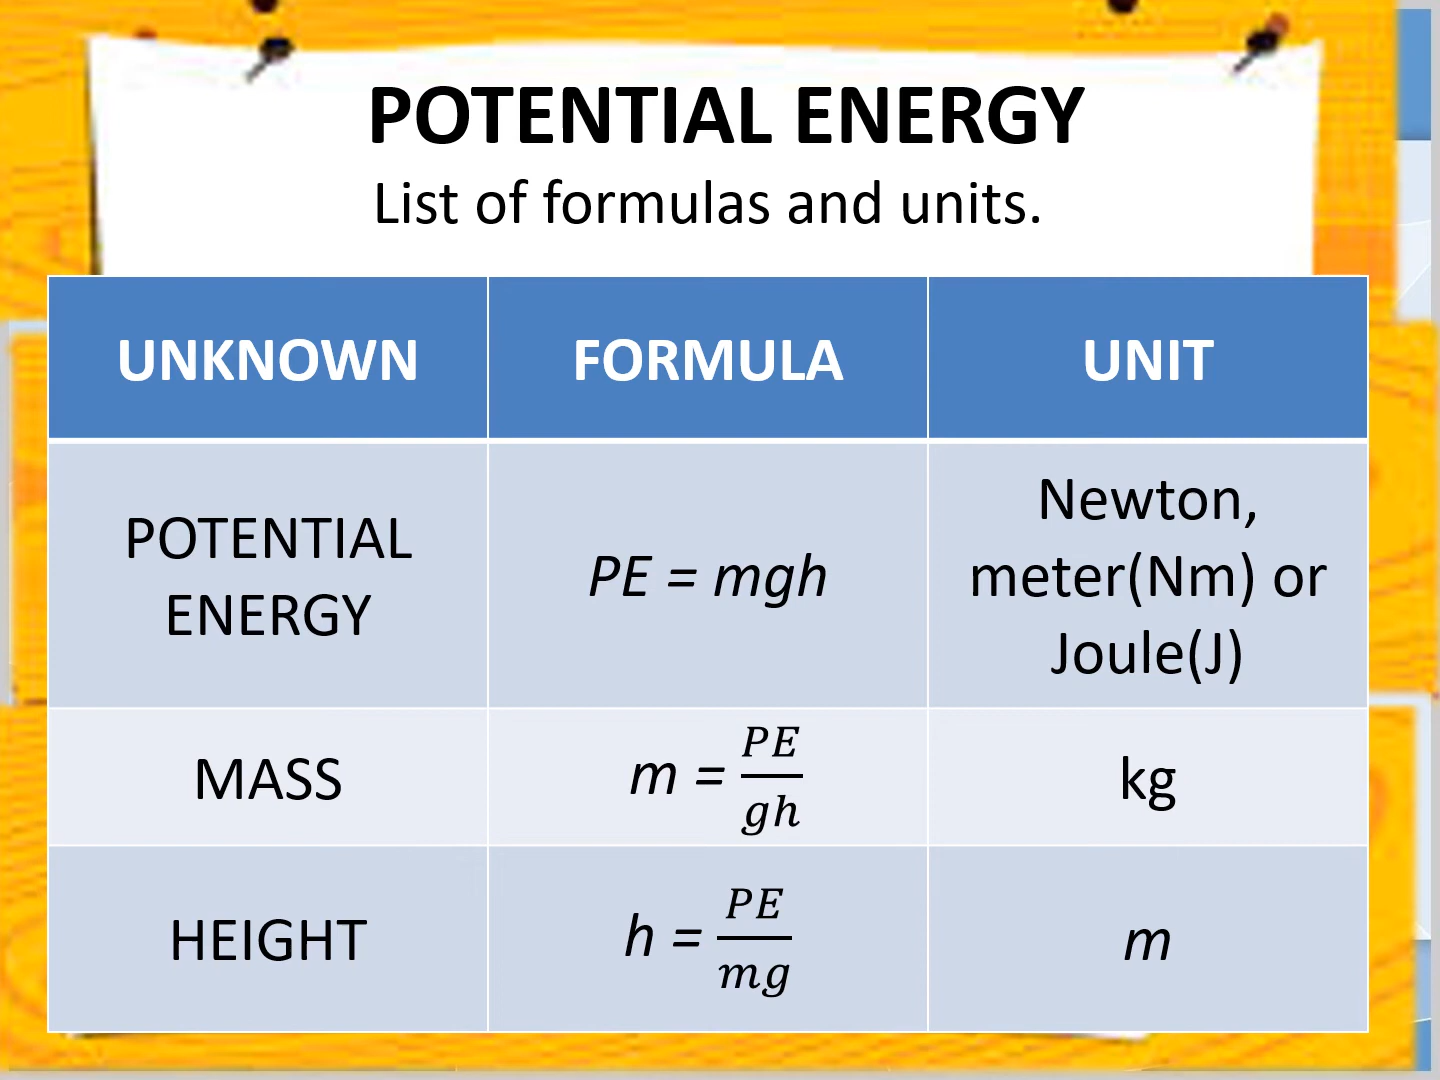 POTENTIAL ENERGY
List of formulas and units.
UNKNOWN
FORMULA
UNIT
POTENTIAL
ENERGY
PE = mgh
Newton,
meter(Nm) or
Joule(J)
MASS
m = PE/gh
kg
HEIGHT
h = PE/mg
m